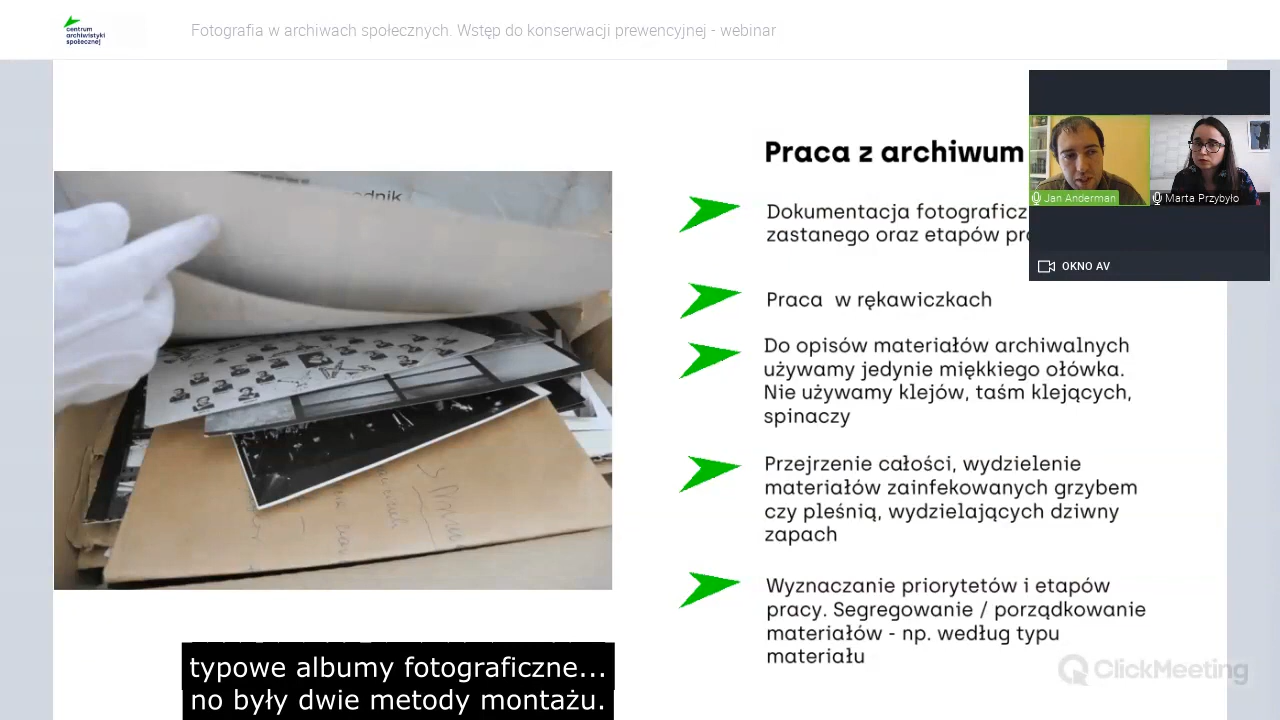 centrum
archiwistyki
społecznej
Fotografia w archiwach społecznych. Wstęp do konserwacji prewencyjnej - webinar
Praca z archiwum
Dokumentacja fotograficz
zastanego oraz etapów
Praca w rękawiczkach
Do opisów materiałów archiwalnych
używamy jedynie miękkiego ołówka.
Nie używamy klejów, taśm klejących,
spinaczy
Przejrzenie całości, wydzielenie
materiałów zainfekowanych grzybem
czy pleśnią, wydzielających dziwny
zapach
Wyznaczanie priorytetów i etapów
pracy. Segregowanie / porządkowanie
materiałów - np. według typu
materiału
Jan Anderman
Marta Przybyło
OKNO AV
ClickMeeting
typowe albumy fotograficzne...
no były dwie metody montażu.